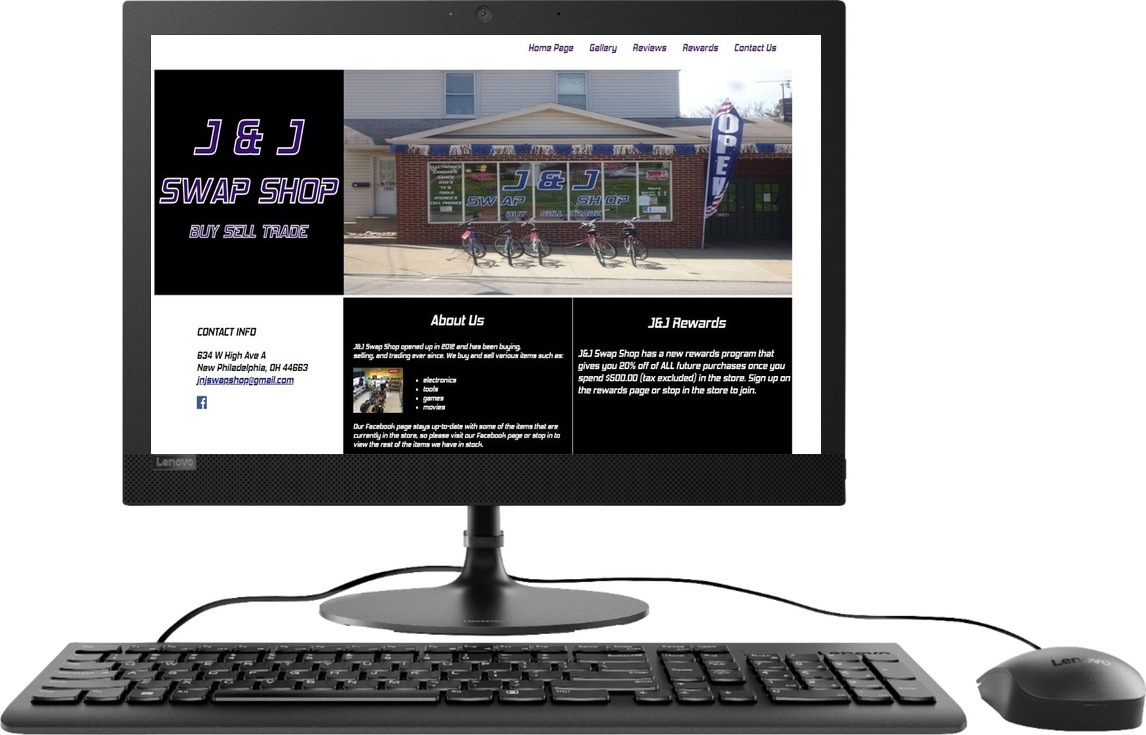 Home Page Gallery Reviews Rewards Contact Us
J & J
SWAP SHOP
BUY SELL TRADE
OPEN
J & J
SWAP SHOP
BUY SELL TRADE
CONTACT INFO
634 W High Ave A
New Philadelphia, OH 44663
jnjswapshop@gmail.com
About Us
J&J Swap Shop opened up in 2012 and has been buying,
selling, and trading ever since. We buy and sell various items such as:
electronics
tools
games
movies
Our Facebook page stays up-to-date with some of the items that are
currently in the store, so please visit our Facebook page or stop in to
view the rest of the items we have in stock.
J&J Rewards
J&J Swap Shop has a new rewards program that
gives you 20% off of ALL future purchases once you
spend $500.00 (tax excluded) in the store. Sign up on
the rewards page or stop in the store to join.
Lenovo
Lenovo